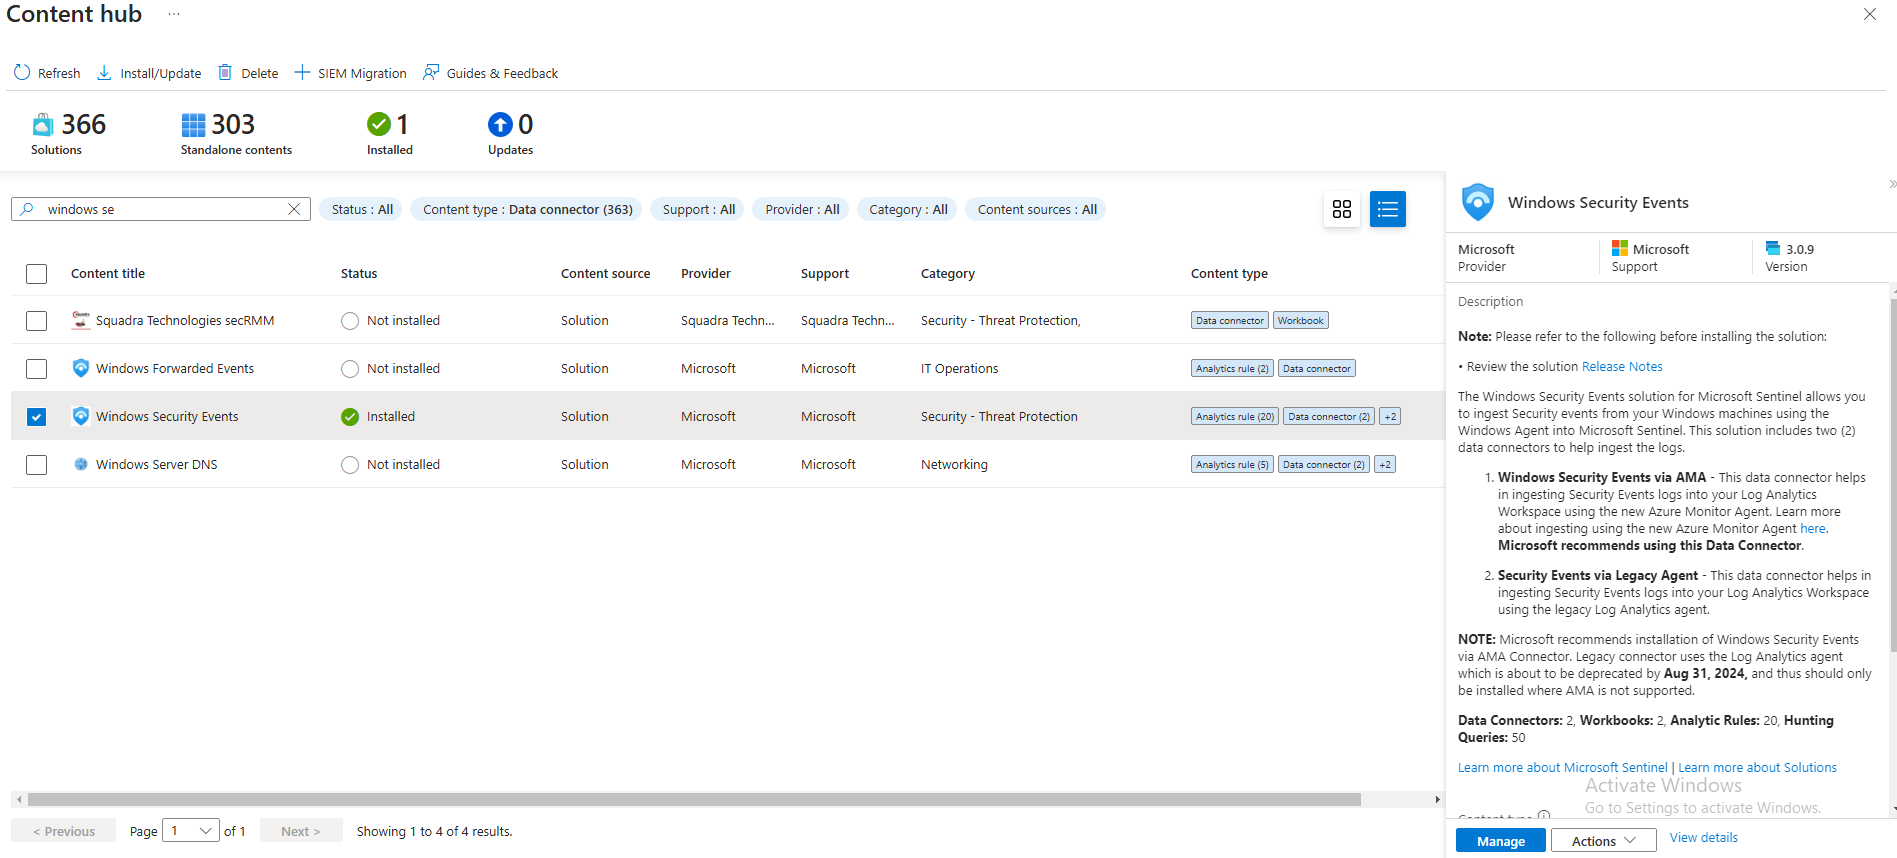 Content hub ...
Refresh Install/Update Delete SIEM Migration Guides & Feedback
366 303 1 0
Solutions Standalone contents Installed Updates
windows se Status : All Content type : Data connector (363) Support : All Provider : All Category : All Content sources : All
Content title Status Content source Provider Support Category Content type
Squadra Technologies secRMM Not installed Solution Squadra Techn... Squadra Techn... Security - Threat Protection, Data connector Workbook
Windows Forwarded Events Not installed Solution Microsoft Microsoft IT Operations Analytics rule (2) Data connector
Windows Security Events Installed Solution Microsoft Microsoft Security - Threat Protection Analytics rule (20) Data connector (2) +2
Windows Server DNS Not installed Solution Microsoft Microsoft Networking Analytics rule (5) Data connector (2) +2
< Previous Page 1 of 1 Next > Showing 1 to 4 of 4 results.
Windows Security Events
Microsoft Microsoft 3.0.9
Provider Support Version
Description
Note: Please refer to the following before installing the solution:
• Review the solution Release Notes
The Windows Security Events solution for Microsoft Sentinel allows you
to ingest Security events from your Windows machines using the
Windows Agent into Microsoft Sentinel. This solution includes two (2)
data connectors to help ingest the logs.
1. Windows Security Events via AMA - This data connector helps
in ingesting Security Events logs into your Log Analytics
Workspace using the new Azure Monitor Agent. Learn more
about ingesting using the new Azure Monitor Agent here.
Microsoft recommends using this Data Connector.
2. Security Events via Legacy Agent - This data connector helps in
ingesting Security Events logs into your Log Analytics Workspace
using the legacy Log Analytics agent.
NOTE: Microsoft recommends installation of Windows Security Events
via AMA Connector. Legacy connector uses the Log Analytics agent
which is about to be deprecated by Aug 31, 2024, and thus should only
be installed where AMA is not supported.
Data Connectors: 2, Workbooks: 2, Analytic Rules: 20, Hunting
Queries: 50
Learn more about Microsoft Sentinel | Learn more about Solutions
Activate Windows
Go to Settings to activate Windows.
Content type
Manage Actions View details